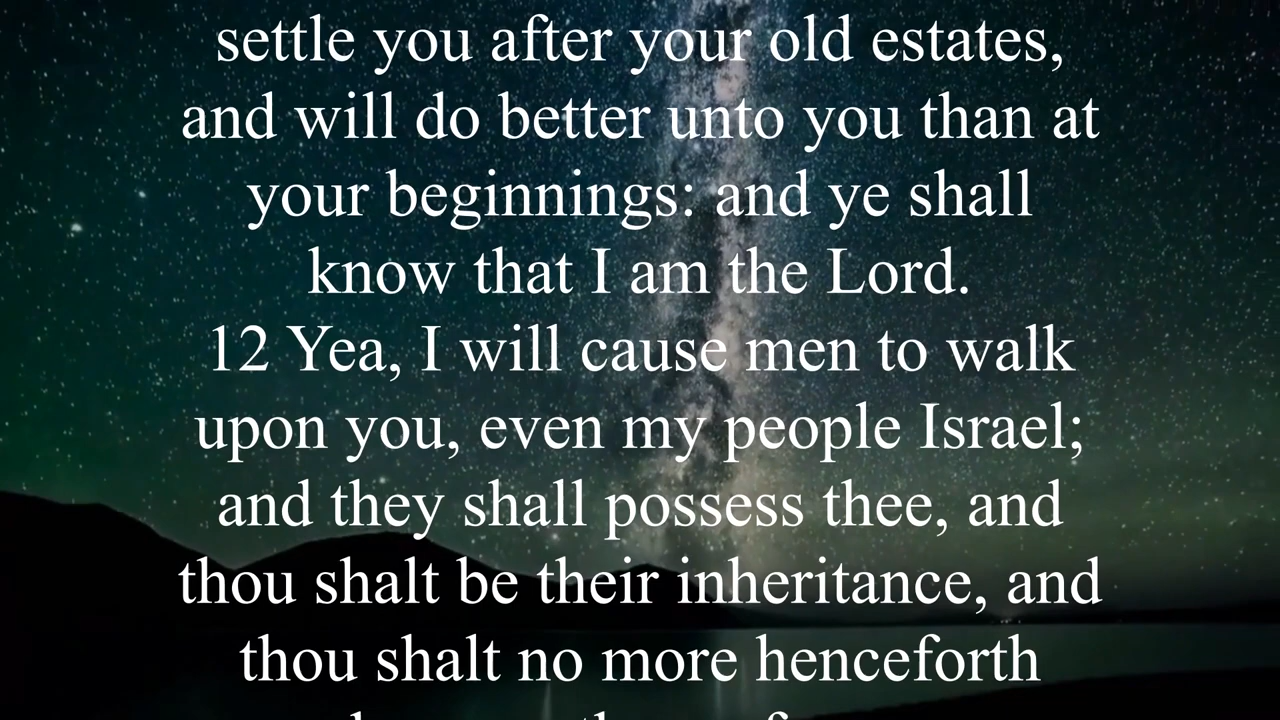 settle you after your old estates,
and will do better unto you than at
your beginnings: and ye shall
know that I am the Lord.
12 Yea, I will cause men to walk
upon you, even my people Israel;
and they shall possess thee, and
thou shalt be their inheritance, and
thou shalt no more henceforth